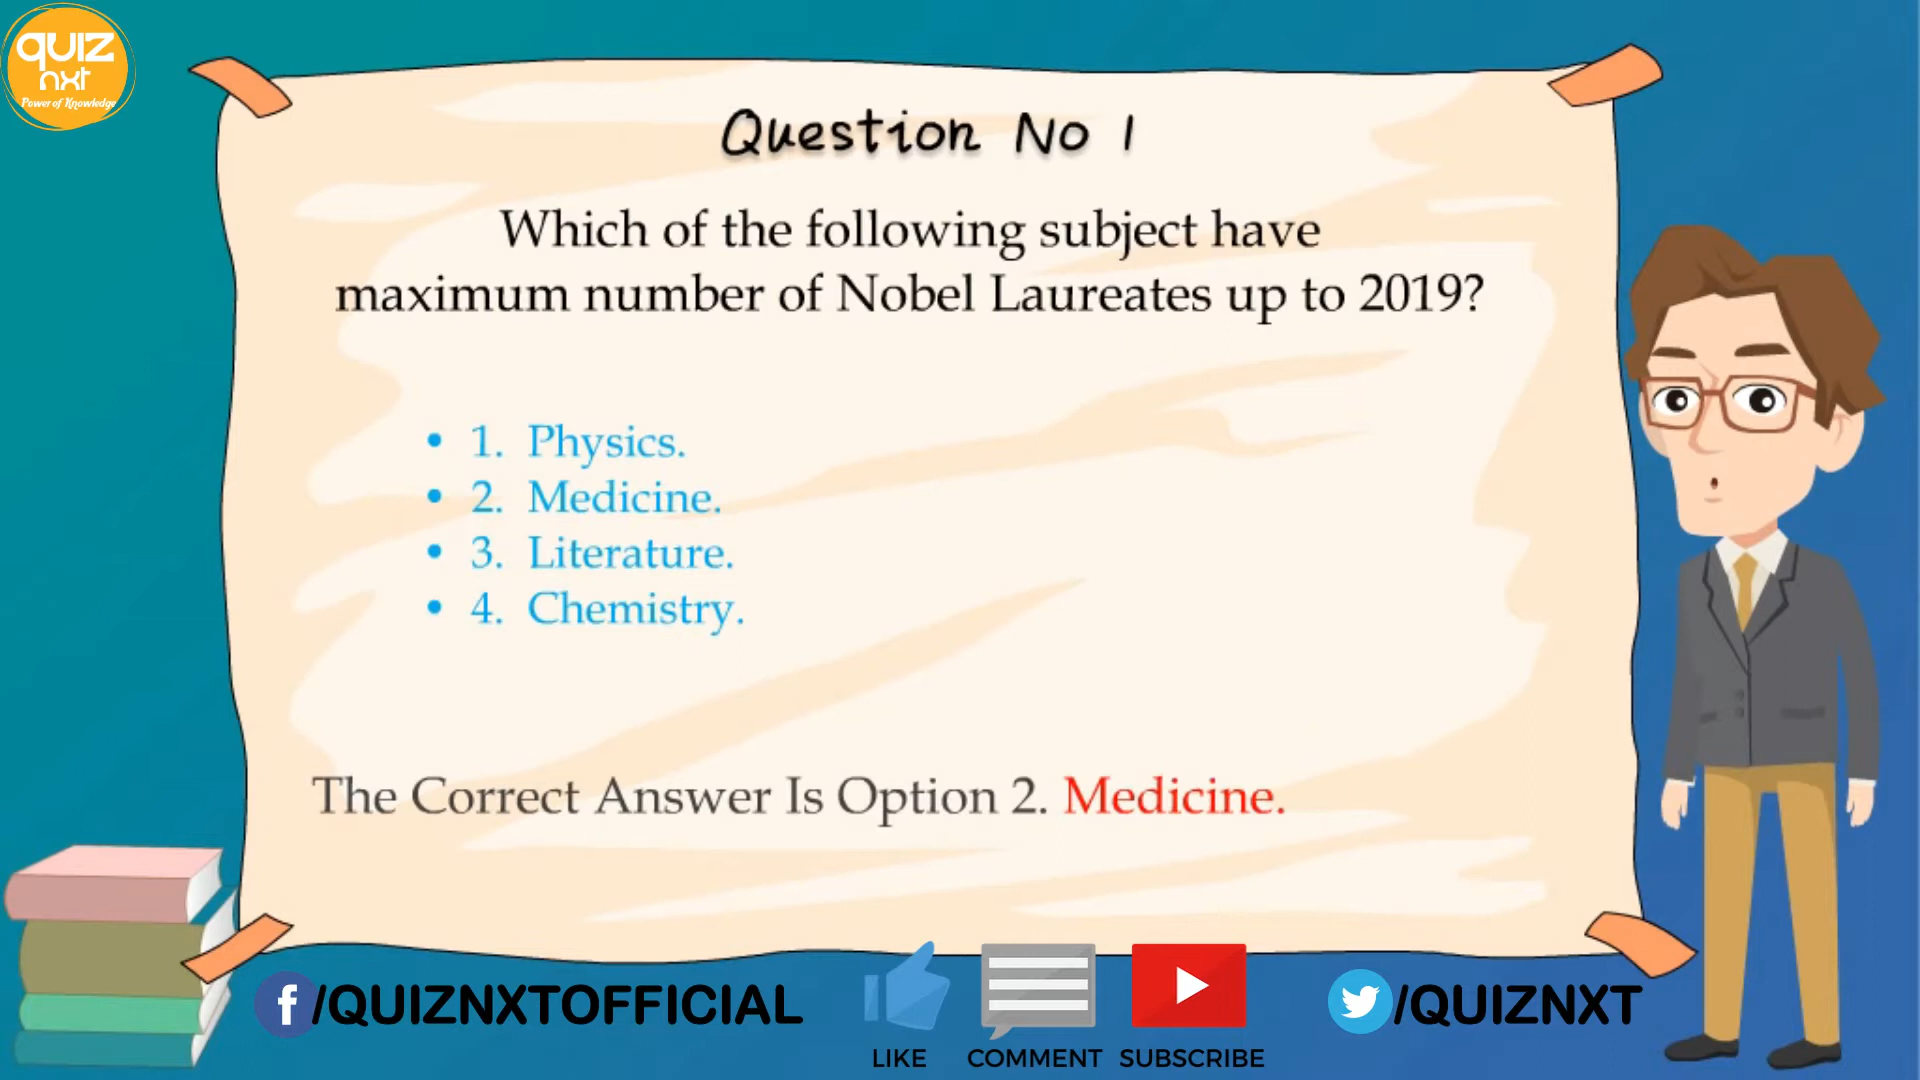 quiz
nxt
Power of Knowledge
Question No 1
Which of the following subject have
maximum number of Nobel Laureates up to 2019?
• 1. Physics.
• 2. Medicine.
• 3. Literature.
• 4. Chemistry.
The Correct Answer Is Option 2. Medicine.
f/QUIZNXTOFFICIAL
/QUIZNXT
LIKE COMMENT SUBSCRIBE